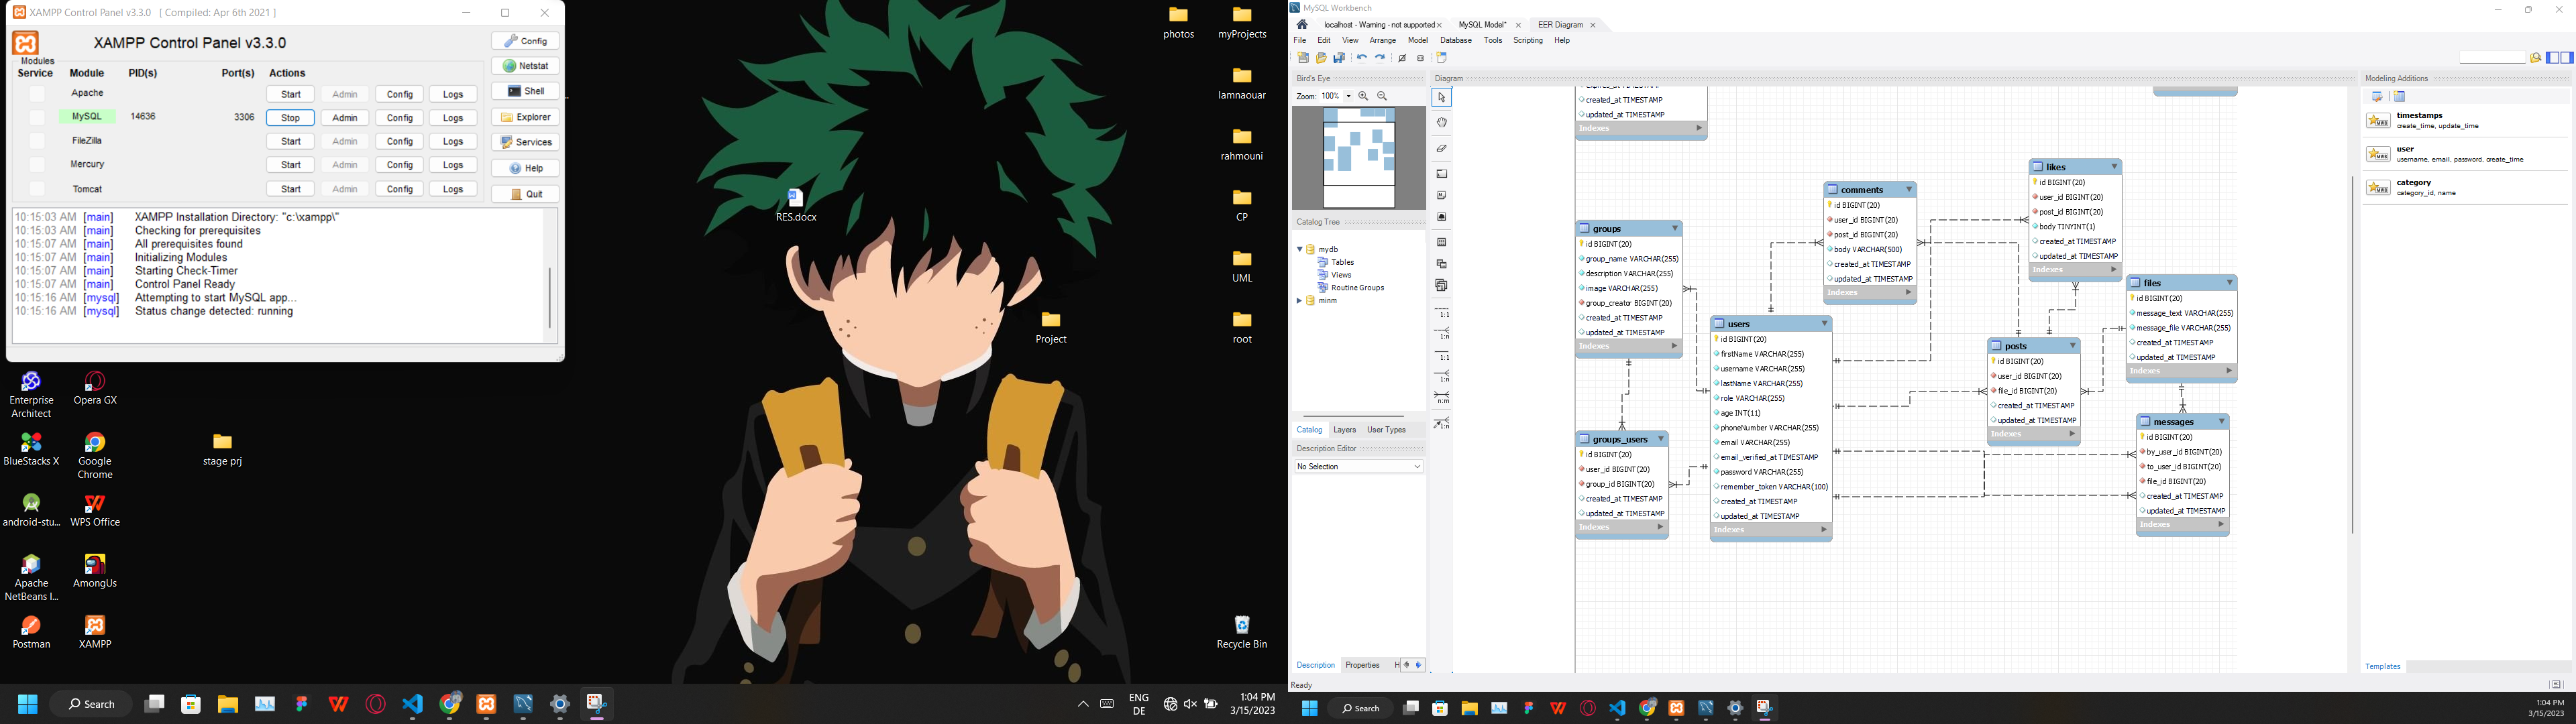 XAMPP Control Panel v3.3.0 [ Compiled: Apr 6th 2021 ]
XAMPP Control Panel v3.3.0
Modules
Service Module PID(s) Port(s) Actions
Apache Start Admin Config Logs
MySQL 14636 3306 Stop Admin Config Logs
FileZilla Start Admin Config Logs
Mercury Start Admin Config Logs
Tomcat Start Admin Config Logs
Config
Netstat
Shell
Explorer
Services
Help
Quit
10:15:03 AM [main] XAMPP Installation Directory: "c:\xampp\"
10:15:03 AM [main] Checking for prerequisites
10:15:07 AM [main] All prerequisites found
10:15:07 AM [main] Initializing Modules
10:15:07 AM [main] Starting Check-Timer
10:15:07 AM [main] Control Panel Ready
10:15:16 AM [mysql] Attempting to start MySQL app...
10:15:16 AM [mysql] Status change detected: running
Enterprise
Architect
Opera GX
BlueStacks X
Google
Chrome
stage prj
android-stu...
WPS Office
Apache
NetBeans I...
AmongUs
Postman
XAMPP
RES.docx
Project
photos
myProjects
Iamnaouar
rahmouni
CP
UML
root
Recycle Bin
Search
ENG
DE
1:04 PM
3/15/2023
MySQL Workbench
localhost - Warning - not supported
MySQL Model*
EER Diagram
File Edit View Arrange Model Database Tools Scripting Help
Bird's Eye
Zoom: 100%
Catalog Tree
mydb
Tables
Views
Routine Groups
minm
Catalog Layers User Types
Description Editor
No Selection
Description Properties H
Ready
Diagram
1:1
1:n
1:1
1:n
n:m
1:n
created_at TIMESTAMP
updated_at TIMESTAMP
Indexes
groups
id BIGINT(20)
group_name VARCHAR(255)
description VARCHAR(255)
image VARCHAR(255)
group_creator BIGINT(20)
created_at TIMESTAMP
updated_at TIMESTAMP
Indexes
groups_users
id BIGINT(20)
user_id BIGINT(20)
group_id BIGINT(20)
created_at TIMESTAMP
updated_at TIMESTAMP
Indexes
users
id BIGINT(20)
firstName VARCHAR(255)
username VARCHAR(255)
lastName VARCHAR(255)
role VARCHAR(255)
age INT(11)
phoneNumber VARCHAR(255)
email VARCHAR(255)
email_verified_at TIMESTAMP
password VARCHAR(255)
remember_token VARCHAR(100)
created_at TIMESTAMP
updated_at TIMESTAMP
Indexes
comments
id BIGINT(20)
user_id BIGINT(20)
post_id BIGINT(20)
body VARCHAR(500)
created_at TIMESTAMP
updated_at TIMESTAMP
Indexes
likes
id BIGINT(20)
user_id BIGINT(20)
post_id BIGINT(20)
body TINYINT(1)
created_at TIMESTAMP
updated_at TIMESTAMP
Indexes
posts
id BIGINT(20)
user_id BIGINT(20)
file_id BIGINT(20)
created_at TIMESTAMP
updated_at TIMESTAMP
Indexes
files
id BIGINT(20)
message_text VARCHAR(255)
message_file VARCHAR(255)
created_at TIMESTAMP
updated_at TIMESTAMP
Indexes
messages
id BIGINT(20)
by_user_id BIGINT(20)
to_user_id BIGINT(20)
file_id BIGINT(20)
created_at TIMESTAMP
updated_at TIMESTAMP
Indexes
Modeling Additions
timestamps
create_time, update_time
user
username, email, password, create_time
category
category_id, name
Templates
Search
1:04 PM
3/15/2023